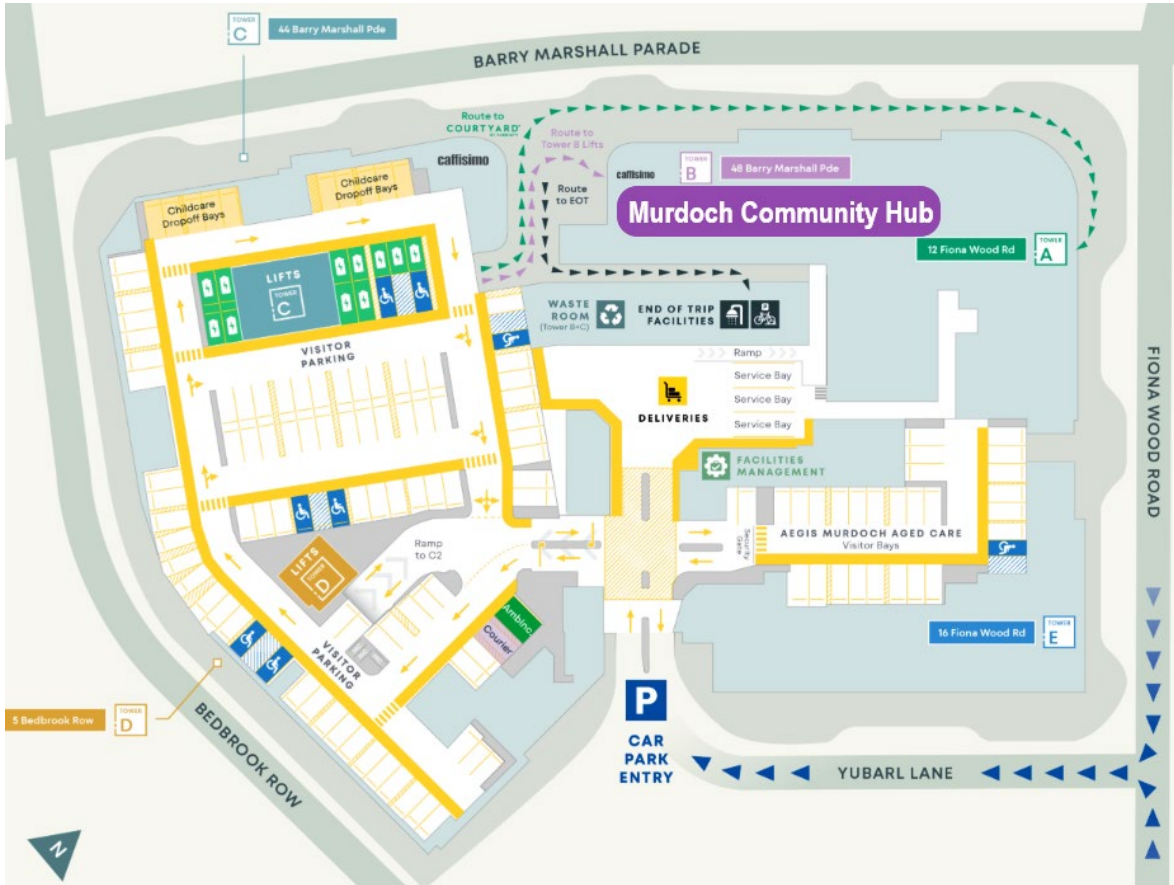 TOWER
C
44 Barry Marshall Pde
BARRY MARSHALL PARADE
Route to
COURTYARD
caffisimo
Route to
Tower B Lifts
Route
to EOT
caffisimo
TOWER
B
48 Barry Marshall Pde
Murdoch Community Hub
12 Fiona Wood Rd
TOWER
A
Childcare
Dropoff Bays
Childcare
Dropoff Bays
LIFTS
TOWER
C
VISITOR
PARKING
WASTE
ROOM
(Tower B+C)
END OF TRIP
FACILITIES
P
Ramp
Service Bay
Service Bay
Service Bay
DELIVERIES
FACILITIES
MANAGEMENT
FIONA WOOD ROAD
Security
Gate
AEGIS MURDOCH AGED CARE
Visitor Bays
Ramp
to C2
LIFTS
TOWER
D
VISITOR
PARKING
Amblnc
Courier
16 Fiona Wood Rd
TOWER
E
5 Bedbrook Row
TOWER
D
BEDBROOK ROW
P
CAR
PARK
ENTRY
YUBARL LANE
N